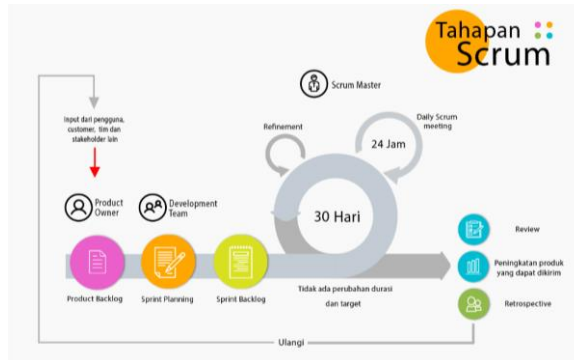 Tahapan
Scrum
Scrum Master
Input dari pengguna,
customer, tim dan
stakeholder lain
Refinement
Daily Scrum
meeting
24 Jam
Product
Owner
Development
Team
30 Hari
Review
Peningkatan produk
yang dapat dikirim
Retrospective
Product Backlog
Sprint Planning
Sprint Backlog
Tidak ada perubahan durasi
dan target
Ulangi